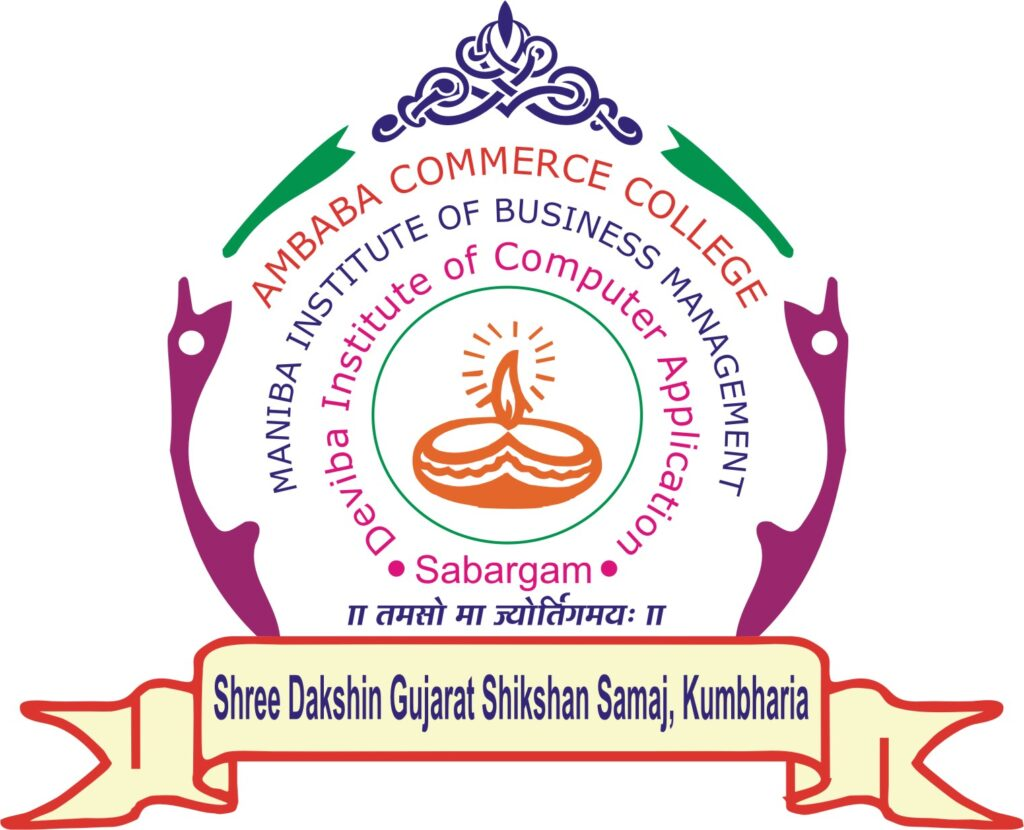 AMBABA COMMERCE COLLEGE
MANIBA INSTITUTE OF BUSINESS MANAGEMENT
Deviba Institute of Computer Application
• Sabargam •
॥ तमसो मा ज्योर्तिगमयः ॥
Shree Dakshin Gujarat Shikshan Samaj, Kumbharia